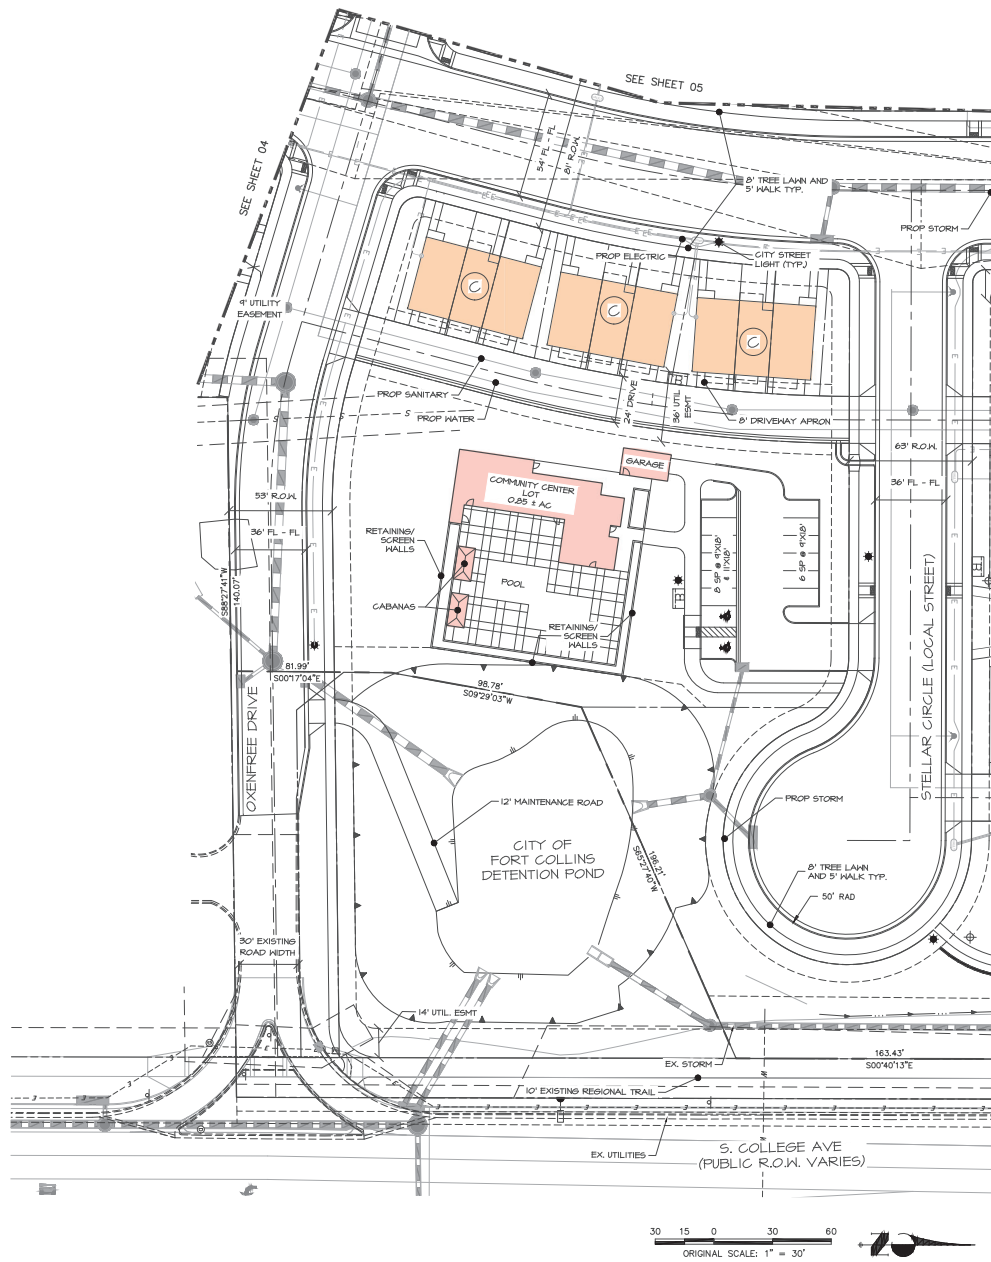 SEE SHEET 05
SEE SHEET 04
54' FL - FL
81' R.O.W.
8' TREE LAWN AND
5' WALK TYP.
PROP STORM
PROP ELECTRIC
CITY STREET
LIGHT (TYP.)
9' UTILITY
EASEMENT
C
C
C
PROP SANITARY
PROP WATER
24' DRIVE
36' UTIL
ESMT
8' DRIVEWAY APRON
63' R.O.W.
36' FL - FL
53' R.O.W.
36' FL - FL
GARAGE
COMMUNITY CENTER
LOT
0.85 ± AC
RETAINING/
SCREEN
WALLS
POOL
CABANAS
RETAINING/
SCREEN
WALLS
8 SP @ 9'X18'
& 11'X18'
6 SP @ 9'X18'
S88°27'41"W
140.07'
81.99'
S00°17'04"E
98.78'
S09°29'03"W
OXENFREE DRIVE
STELLAR CIRCLE (LOCAL STREET)
12' MAINTENANCE ROAD
PROP STORM
CITY OF
FORT COLLINS
DETENTION POND
196.21'
S65°27'40"W
8' TREE LAWN
AND 5' WALK TYP.
50' RAD
30' EXISTING
ROAD WIDTH
14' UTIL. ESMT
EX. STORM
163.43'
S00°40'13"E
10' EXISTING REGIONAL TRAIL
EX. UTILITIES
S. COLLEGE AVE
(PUBLIC R.O.W. VARIES)
30 15 0 30 60
ORIGINAL SCALE: 1" = 30'